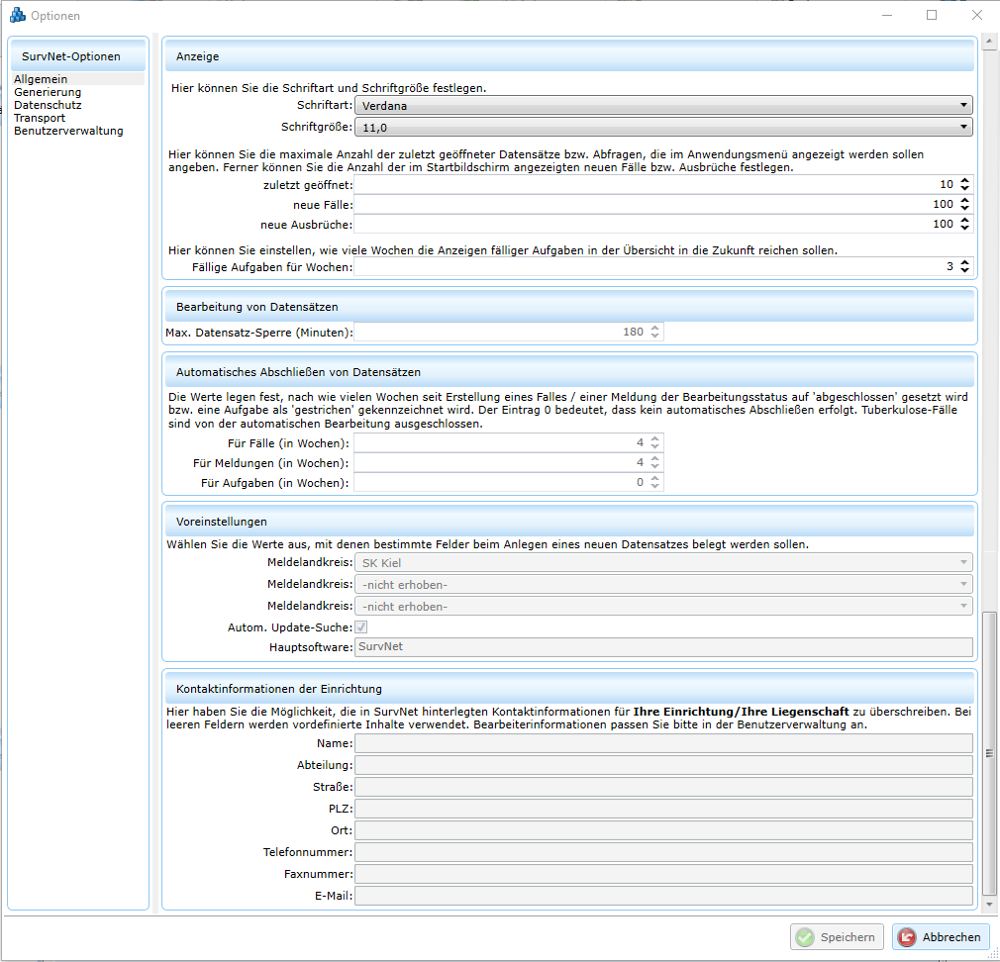 Optionen
SurvNet-Optionen
Allgemein
Generierung
Datenschutz
Transport
Benutzerverwaltung
Anzeige
Hier können Sie die Schriftart und Schriftgröße festlegen.
Schriftart: Verdana
Schriftgröße: 11,0
Hier können Sie die maximale Anzahl der zuletzt geöffneter Datensätze bzw. Abfragen, die im Anwendungsmenü angezeigt werden sollen
angeben. Ferner können Sie die Anzahl der im Startbildschirm angezeigten neuen Fälle bzw. Ausbrüche festlegen.
zuletzt geöffnet: 10
neue Fälle: 100
neue Ausbrüche: 100
Hier können Sie einstellen, wie viele Wochen die Anzeigen fälliger Aufgaben in der Übersicht in die Zukunft reichen sollen.
Fällige Aufgaben für Wochen: 3
Bearbeitung von Datensätzen
Max. Datensatz-Sperre (Minuten): 180
Automatisches Abschließen von Datensätzen
Die Werte legen fest, nach wie vielen Wochen seit Erstellung eines Falles / einer Meldung der Bearbeitungsstatus auf 'abgeschlossen' gesetzt wird
bzw. eine Aufgabe als 'gestrichen' gekennzeichnet wird. Der Eintrag 0 bedeutet, dass kein automatisches Abschließen erfolgt. Tuberkulose-Fälle
sind von der automatischen Bearbeitung ausgeschlossen.
Für Fälle (in Wochen): 4
Für Meldungen (in Wochen): 4
Für Aufgaben (in Wochen): 0
Voreinstellungen
Wählen Sie die Werte aus, mit denen bestimmte Felder beim Anlegen eines neuen Datensatzes belegt werden sollen.
Meldelandkreis: SK Kiel
Meldelandkreis: -nicht erhoben-
Meldelandkreis: -nicht erhoben-
Autom. Update-Suche:
Hauptsoftware: SurvNet
Kontaktinformationen der Einrichtung
Hier haben Sie die Möglichkeit, die in SurvNet hinterlegten Kontaktinformationen für Ihre Einrichtung/Ihre Liegenschaft zu überschreiben. Bei
leeren Feldern werden vordefinierte Inhalte verwendet. Bearbeiterinformationen passen Sie bitte in der Benutzerverwaltung an.
Name:
Abteilung:
Straße:
PLZ:
Ort:
Telefonnummer:
Faxnummer:
E-Mail:
Speichern
Abbrechen